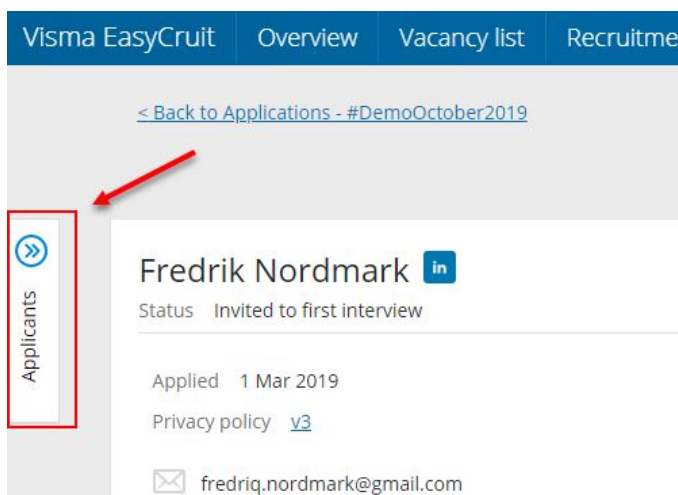 Visma EasyCruit Overview Vacancy list Recruitme
< Back to Applications - #DemoOctober2019
Applicants
Fredrik Nordmark in
Status Invited to first interview
Applied 1 Mar 2019
Privacy policy v3
fredriq.nordmark@gmail.com